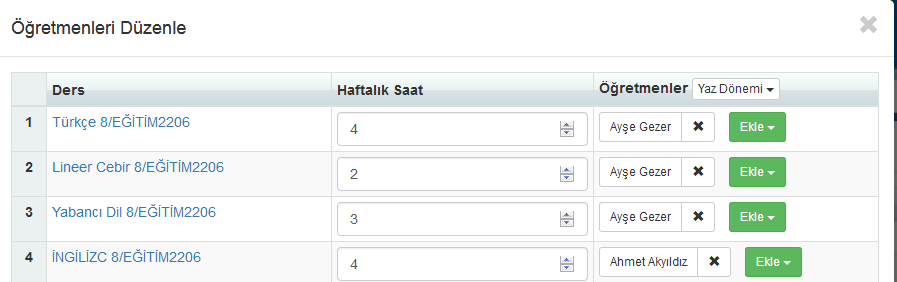 Öğretmenleri Düzenle
Ders Haftalık Saat Öğretmenler Yaz Dönemi
1 Türkçe 8/EĞİTİM2206 4 Ayşe Gezer Ekle
2 Lineer Cebir 8/EĞİTİM2206 2 Ayşe Gezer Ekle
3 Yabancı Dil 8/EĞİTİM2206 3 Ayşe Gezer Ekle
4 İNGİLİZC 8/EĞİTİM2206 4 Ahmet Akyıldız Ekle